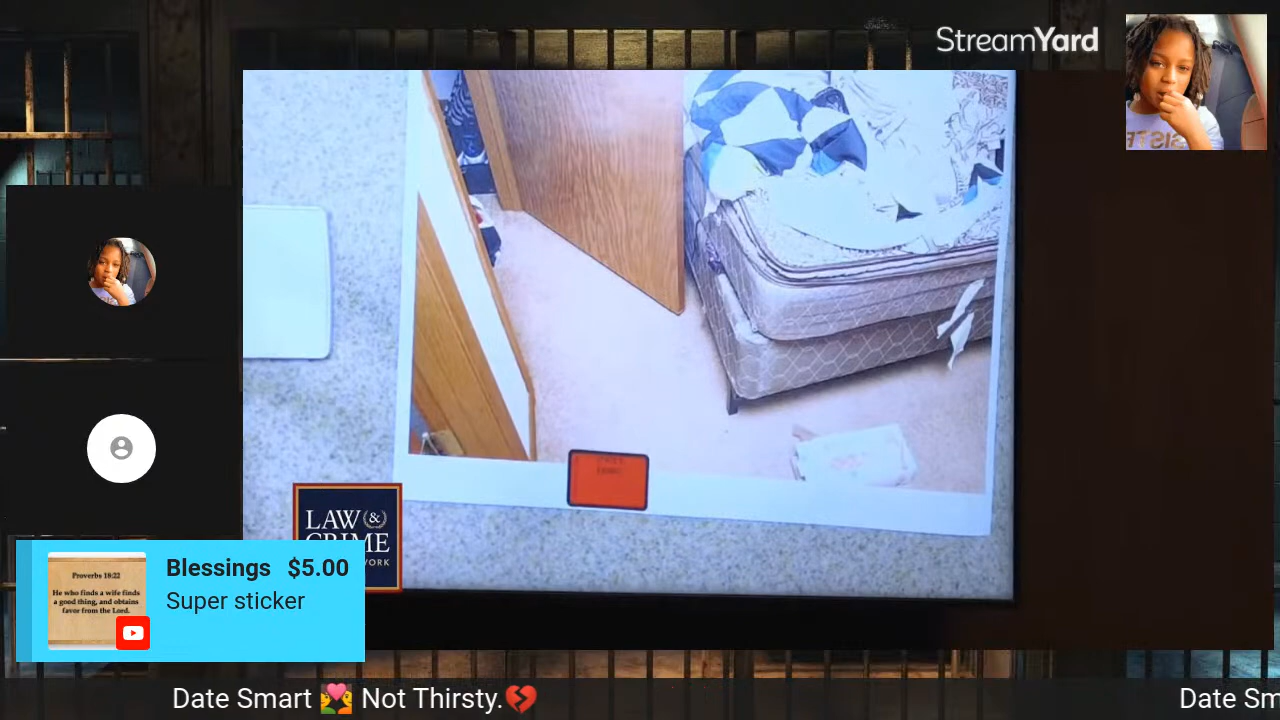 StreamYard
LAW &
CRIME
WORK
Proverbs 18:22
He who finds a wife finds
a good thing, and obtains
favor from the Lord.
Blessings $5.00
Super sticker
Date Smart 💏 Not Thirsty.💔
Date Sm